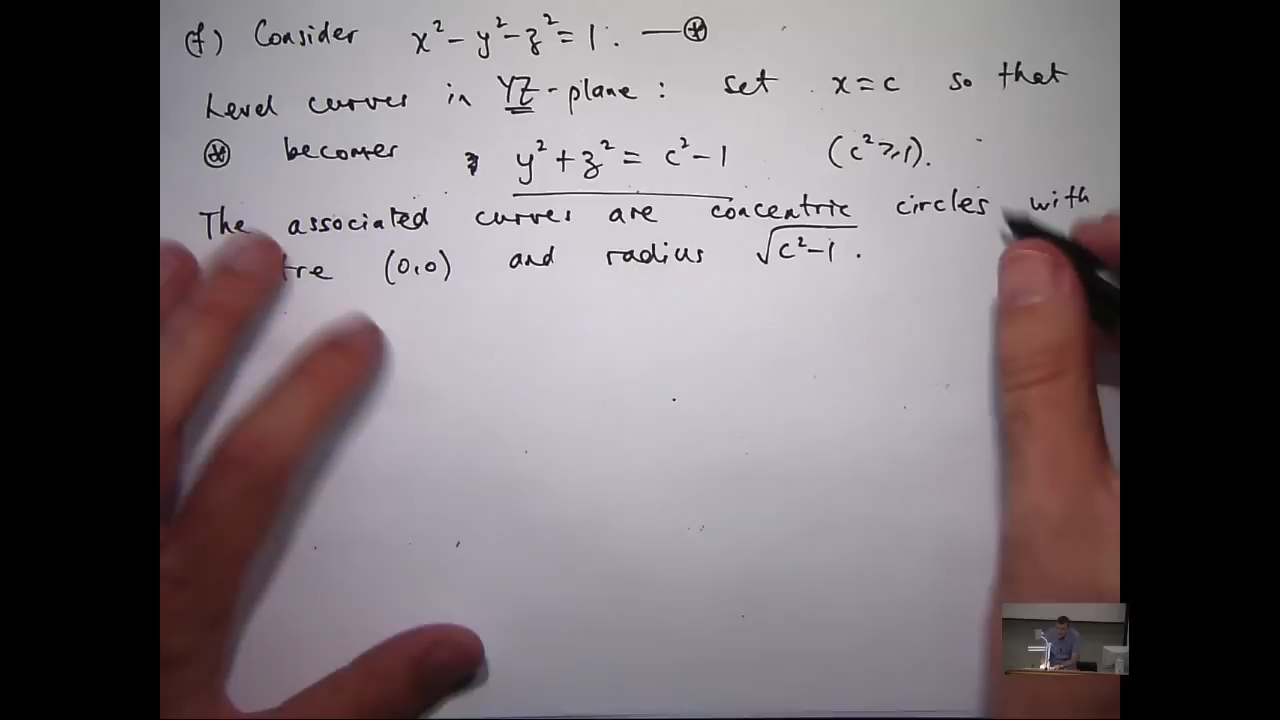 (f) Consider x² - y² - z² = 1. —⊛
Level curves in YZ-plane: set x=c so that
⊛ becomes y² + z² = c² - 1 (c² ≥ 1).
The associated curves are concentric circles with
(0,0) and radius √(c²-1).